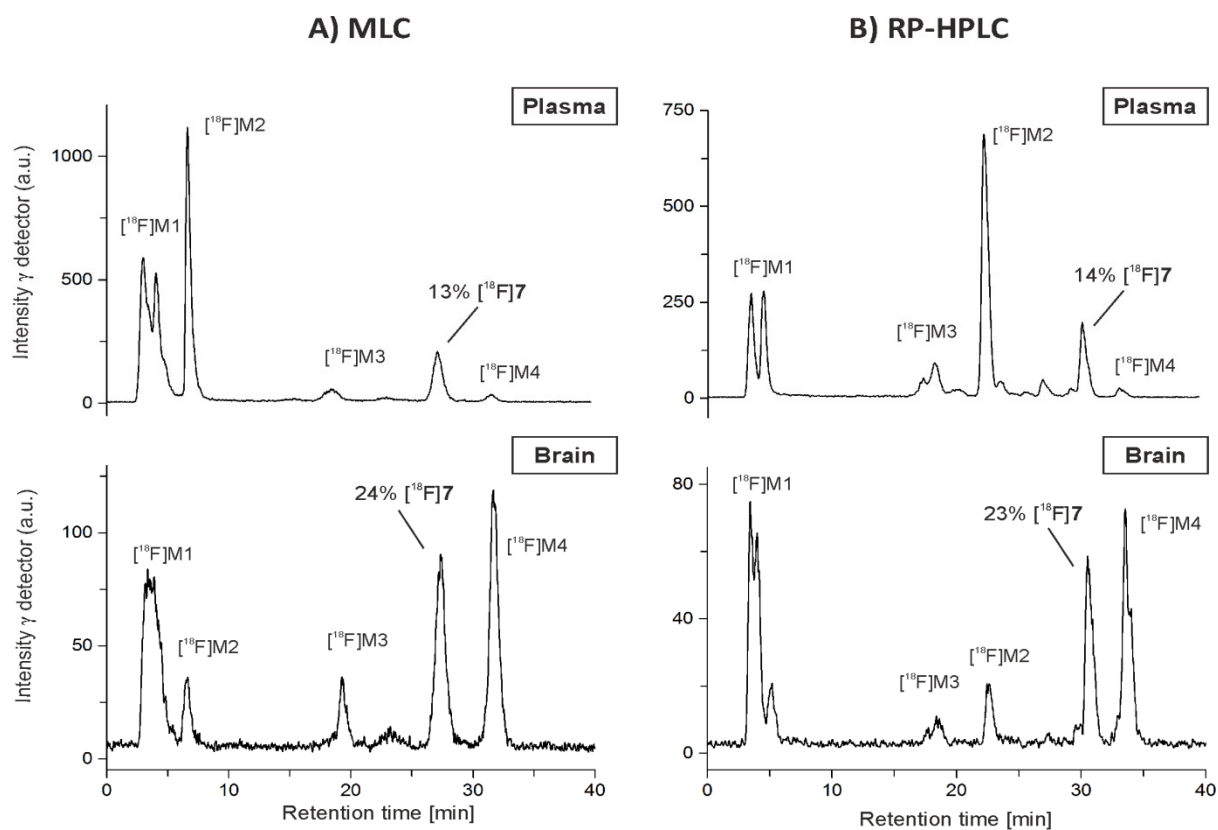 A) MLC
B) RP-HPLC
Plasma
Intensity γ detector (a.u.)
1000
500
0
[¹⁸F]M1
[¹⁸F]M2
[¹⁸F]M3
13% [¹⁸F]7
[¹⁸F]M4
Plasma
750
500
250
0
[¹⁸F]M1
[¹⁸F]M3
[¹⁸F]M2
14% [¹⁸F]7
[¹⁸F]M4
Brain
Intensity γ detector (a.u.)
100
50
0
[¹⁸F]M1
[¹⁸F]M2
[¹⁸F]M3
24% [¹⁸F]7
[¹⁸F]M4
0 10 20 30 40
Retention time [min]
Brain
80
40
0
[¹⁸F]M1
[¹⁸F]M3
[¹⁸F]M2
23% [¹⁸F]7
[¹⁸F]M4
0 10 20 30 40
Retention time [min]